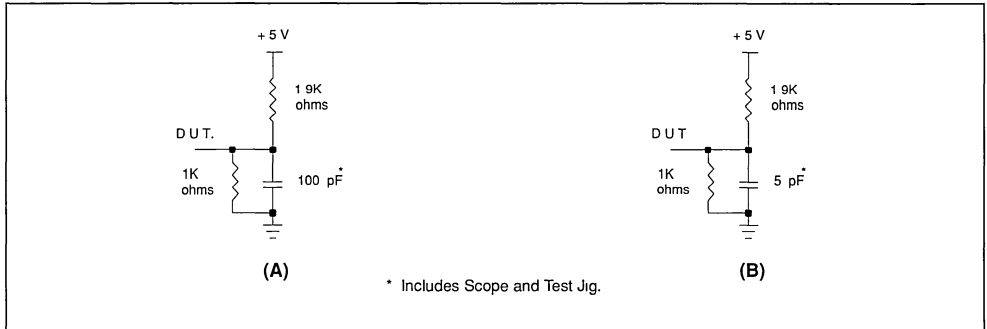 + 5 V
1 9K
ohms
D U T.
1K
ohms
100 pF*
(A)
+ 5 V
1 9K
ohms
D U T
1K
ohms
5 pF*
(B)
* Includes Scope and Test Jıg.